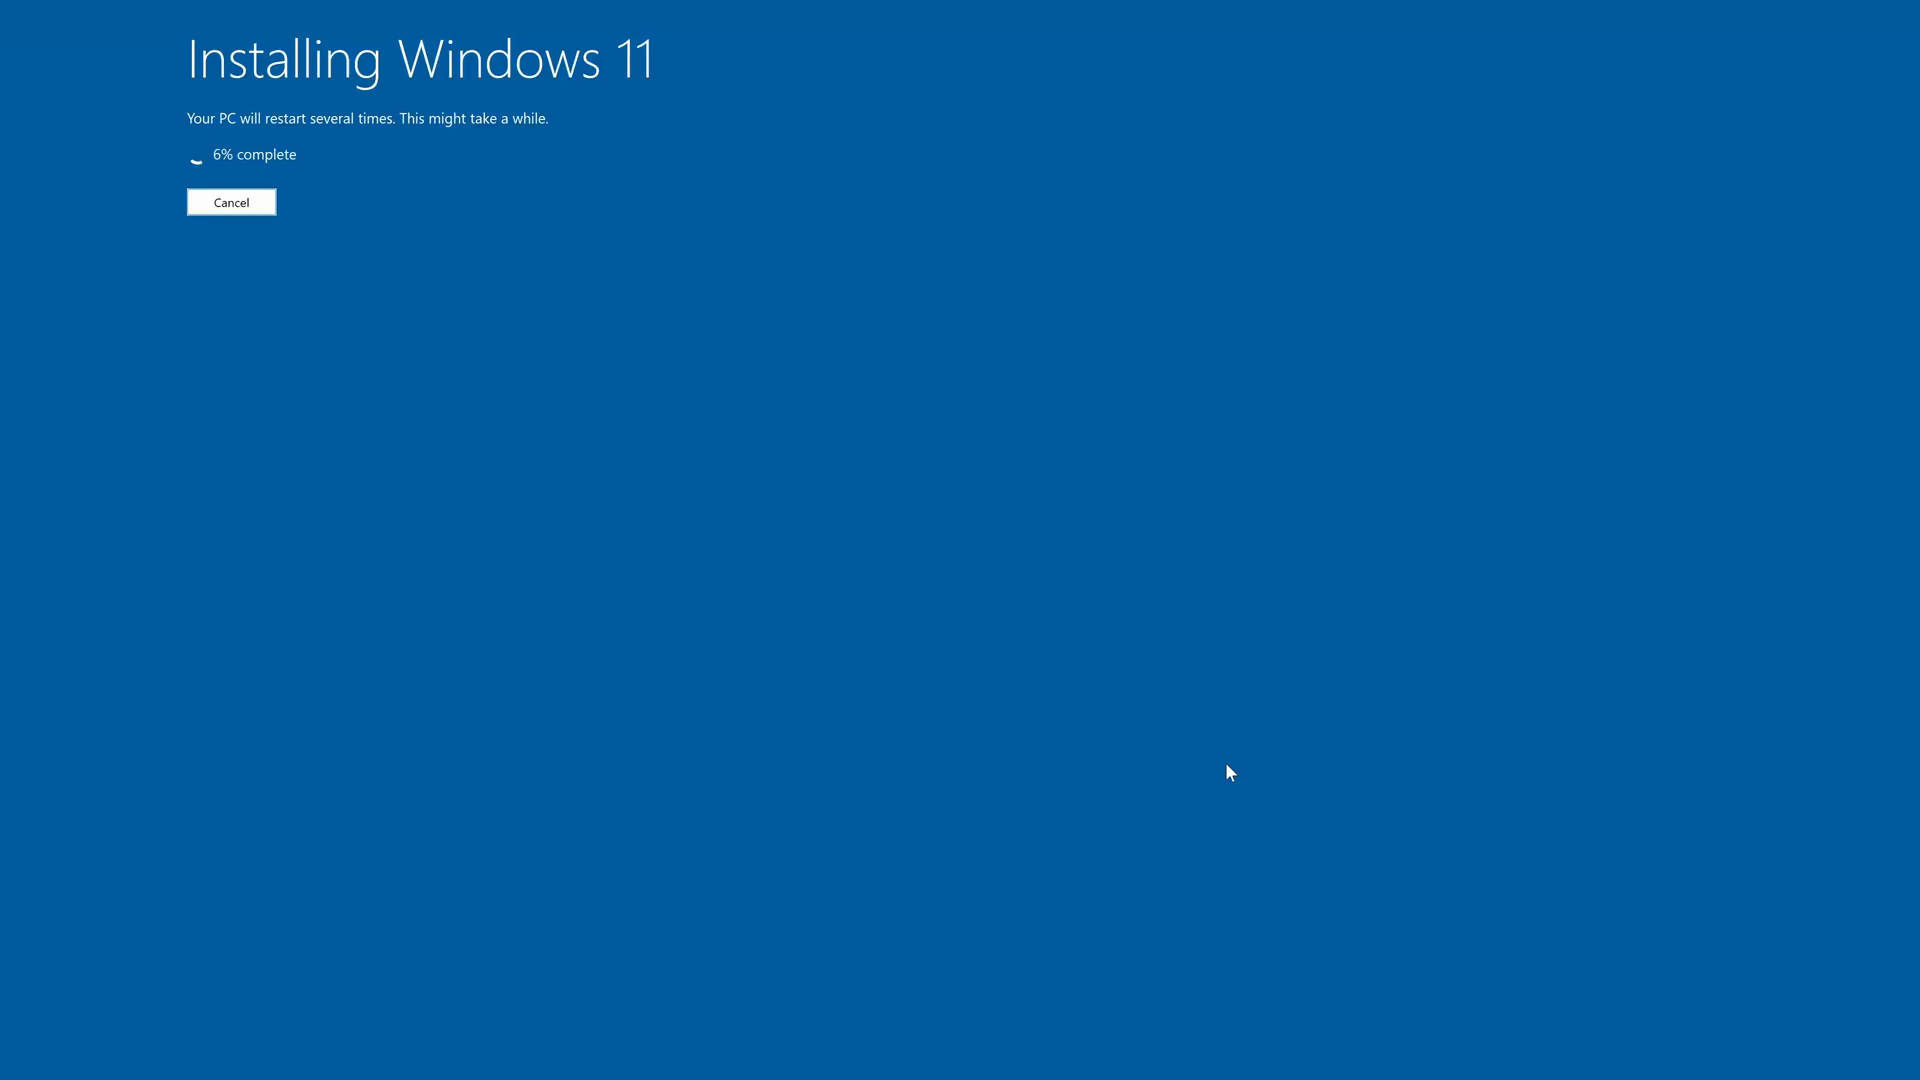 Installing Windows 11
Your PC will restart several times. This might take a while.
6% complete
Cancel